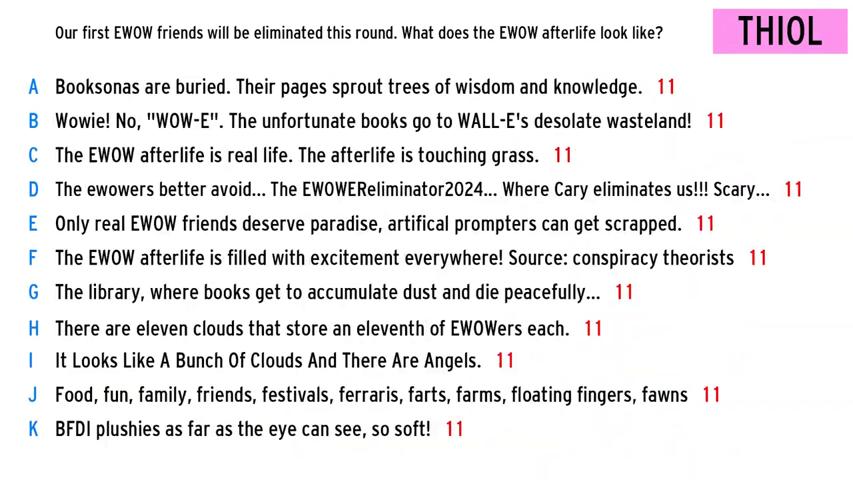 Our first EWOW friends will be eliminated this round. What does the EWOW afterlife look like?
THIOL
A Booksonas are buried. Their pages sprout trees of wisdom and knowledge. 11
B Wowie! No, "WOW-E". The unfortunate books go to WALL-E's desolate wasteland! 11
C The EWOW afterlife is real life. The afterlife is touching grass. 11
D The ewowers better avoid... The EWOWEReliminator2024... Where Cary eliminates us!!! Scary... 11
E Only real EWOW friends deserve paradise, artifical prompters can get scrapped. 11
F The EWOW afterlife is filled with excitement everywhere! Source: conspiracy theorists 11
G The library, where books get to accumulate dust and die peacefully... 11
H There are eleven clouds that store an eleventh of EWOWers each. 11
I It Looks Like A Bunch Of Clouds And There Are Angels. 11
J Food, fun, family, friends, festivals, ferraris, farts, farms, floating fingers, fawns 11
K BFDI plushies as far as the eye can see, so soft! 11